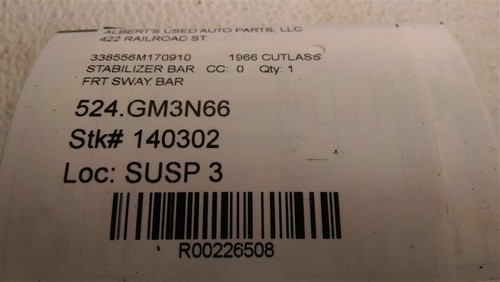 ALBERT'S USED AUTO PARTS, LLC
422 RAILROAD ST
338556M170910 1966 CUTLASS
STABILIZER BAR CC: 0 Qty: 1
FRT SWAY BAR
524.GM3N66
Stk# 140302
Loc: SUSP 3
R00226508